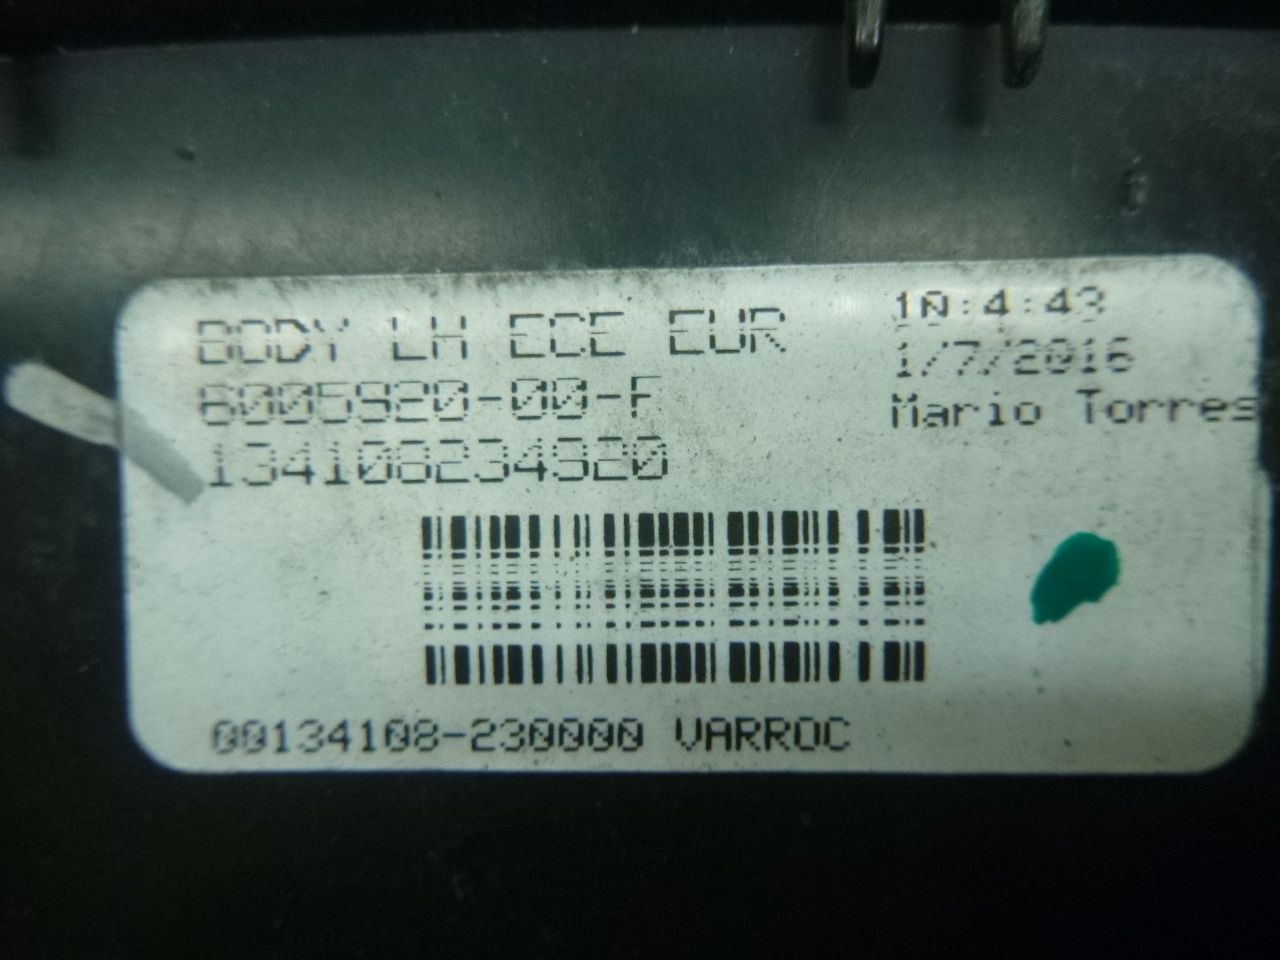 BODY LH ECE EUR
6005920-00-F
10:4:43
1/7/2016
Mario Torres
134108234920
00134108-230000 VARROC